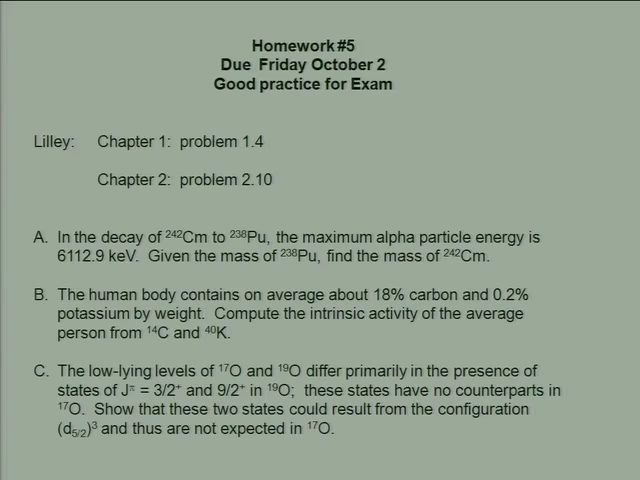 Homework #5
Due Friday October 2
Good practice for Exam
Lilley: Chapter 1: problem 1.4
Chapter 2: problem 2.10
A. In the decay of ²⁴²Cm to ²³⁸Pu, the maximum alpha particle energy is
6112.9 keV. Given the mass of ²³⁸Pu, find the mass of ²⁴²Cm.
B. The human body contains on average about 18% carbon and 0.2%
potassium by weight. Compute the intrinsic activity of the average
person from ¹⁴C and ⁴⁰K.
C. The low-lying levels of ¹⁷O and ¹⁹O differ primarily in the presence of
states of Jᵖⁱ = 3/2⁺ and 9/2⁺ in ¹⁹O; these states have no counterparts in
¹⁷O. Show that these two states could result from the configuration
(d₅/₂)³ and thus are not expected in ¹⁷O.